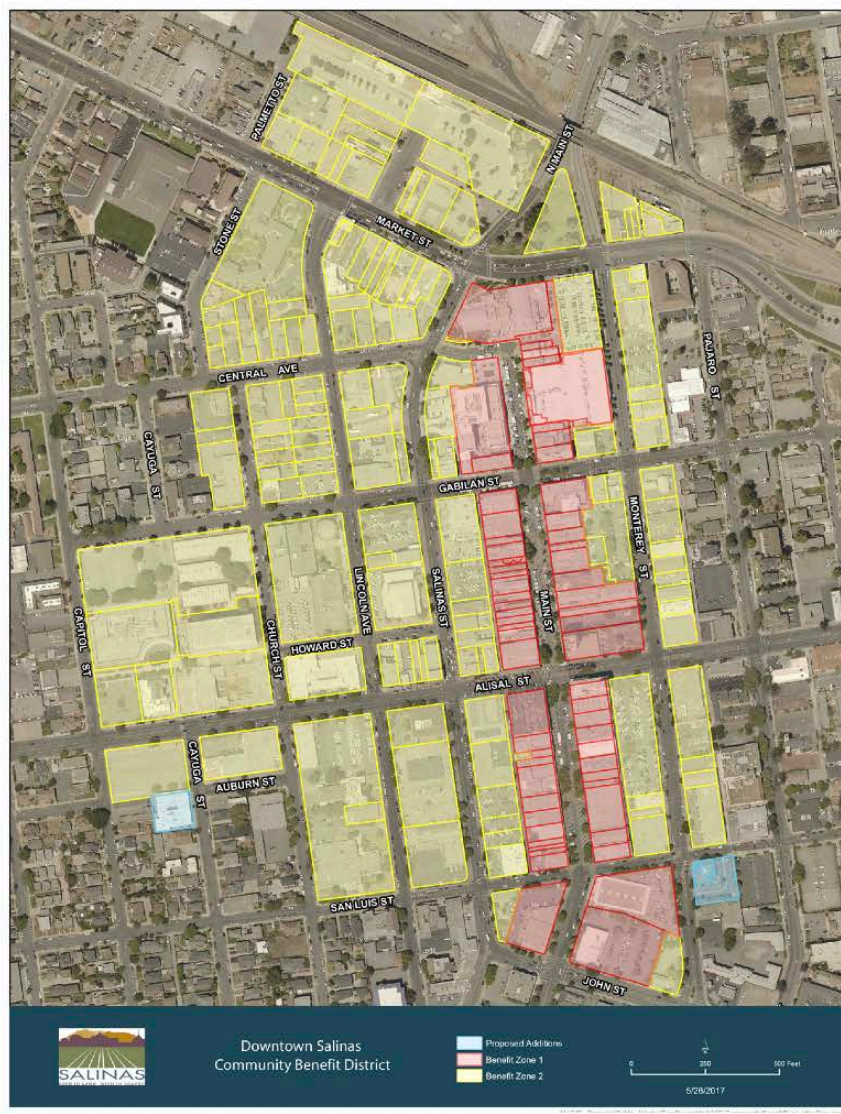 PALMETTO ST
N MAIN ST
STONE ST
MARKET ST
PAJARO ST
CENTRAL AVE
CAYUGA ST
GABILAN ST
MONTEREY ST
SALINAS ST
LINCOLN AVE
MAIN ST
CAPITOL ST
CHURCH ST
HOWARD ST
ALISAL ST
CAYUGA ST
AUBURN ST
SAN LUIS ST
JOHN ST
SALINAS
Downtown Salinas
Community Benefit District
Proposed Additions
Benefit Zone 1
Benefit Zone 2
0 250 500 Feet
5/26/2017